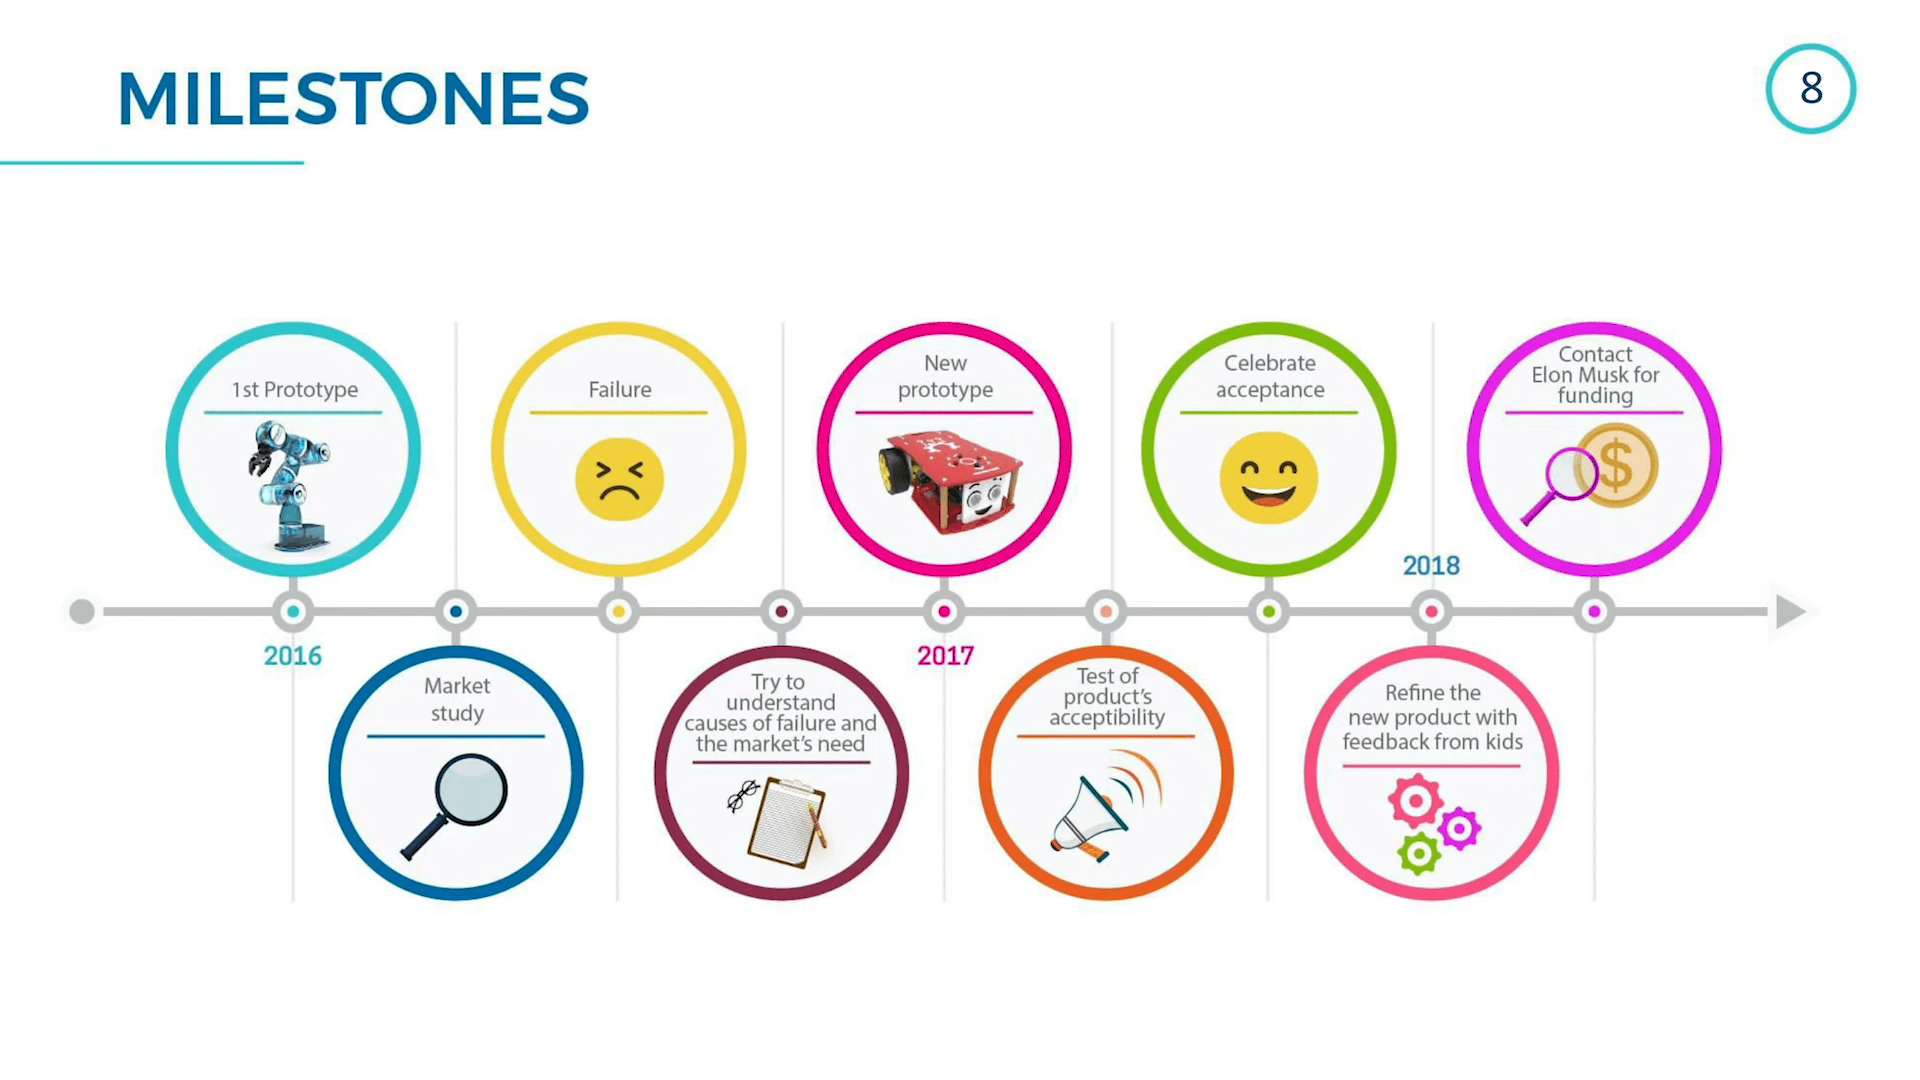 MILESTONES
8
1st Prototype
2016
Market
study
Failure
Try to
understand
causes of failure and
the market's need
New
prototype
2017
Test of
product's
acceptibility
Celebrate
acceptance
2018
Refine the
new product with
feedback from kids
Contact
Elon Musk for
funding
$